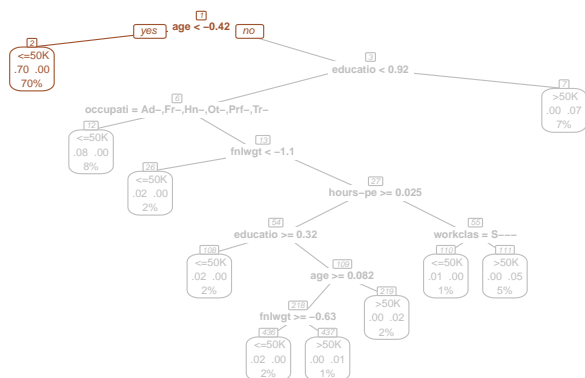 1
yes age < −0.42 no
2
<=50K
.70 .00
70%
3
educatio < 0.92
6
occupati = Ad−,Fr−,Hn−,Ot−,Prf−,Tr−
7
>50K
.00 .07
7%
12
<=50K
.08 .00
8%
13
fnlwgt < −1.1
26
<=50K
.02 .00
2%
27
hours−pe >= 0.025
54
educatio >= 0.32
55
workclas = S−−−
108
<=50K
.02 .00
2%
109
age >= 0.082
110
<=50K
.01 .00
1%
111
>50K
.00 .05
5%
218
fnlwgt >= −0.63
219
>50K
.00 .02
2%
436
<=50K
.02 .00
2%
437
>50K
.00 .01
1%